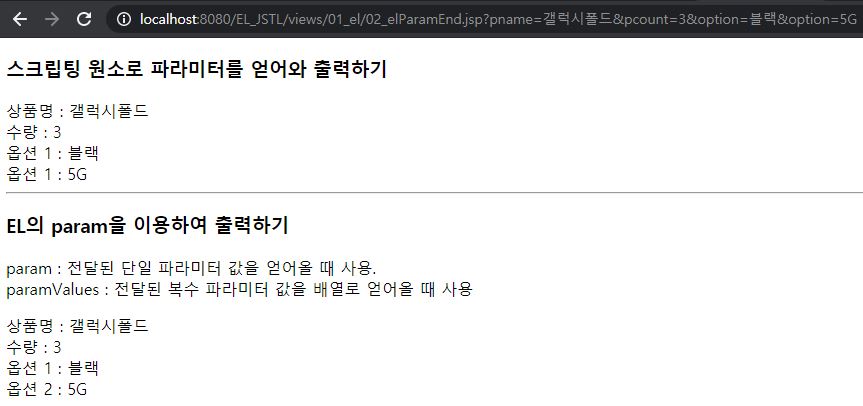 localhost:8080/EL_JSTL/views/01_el/02_elParamEnd.jsp?pname=갤럭시폴드&pcount=3&option=블랙&option=5G
스크립팅 원소로 파라미터를 얻어와 출력하기
상품명 : 갤럭시폴드
수량 : 3
옵션 1 : 블랙
옵션 1 : 5G
EL의 param을 이용하여 출력하기
param : 전달된 단일 파라미터 값을 얻어올 때 사용.
paramValues : 전달된 복수 파라미터 값을 배열로 얻어올 때 사용
상품명 : 갤럭시폴드
수량 : 3
옵션 1 : 블랙
옵션 2 : 5G